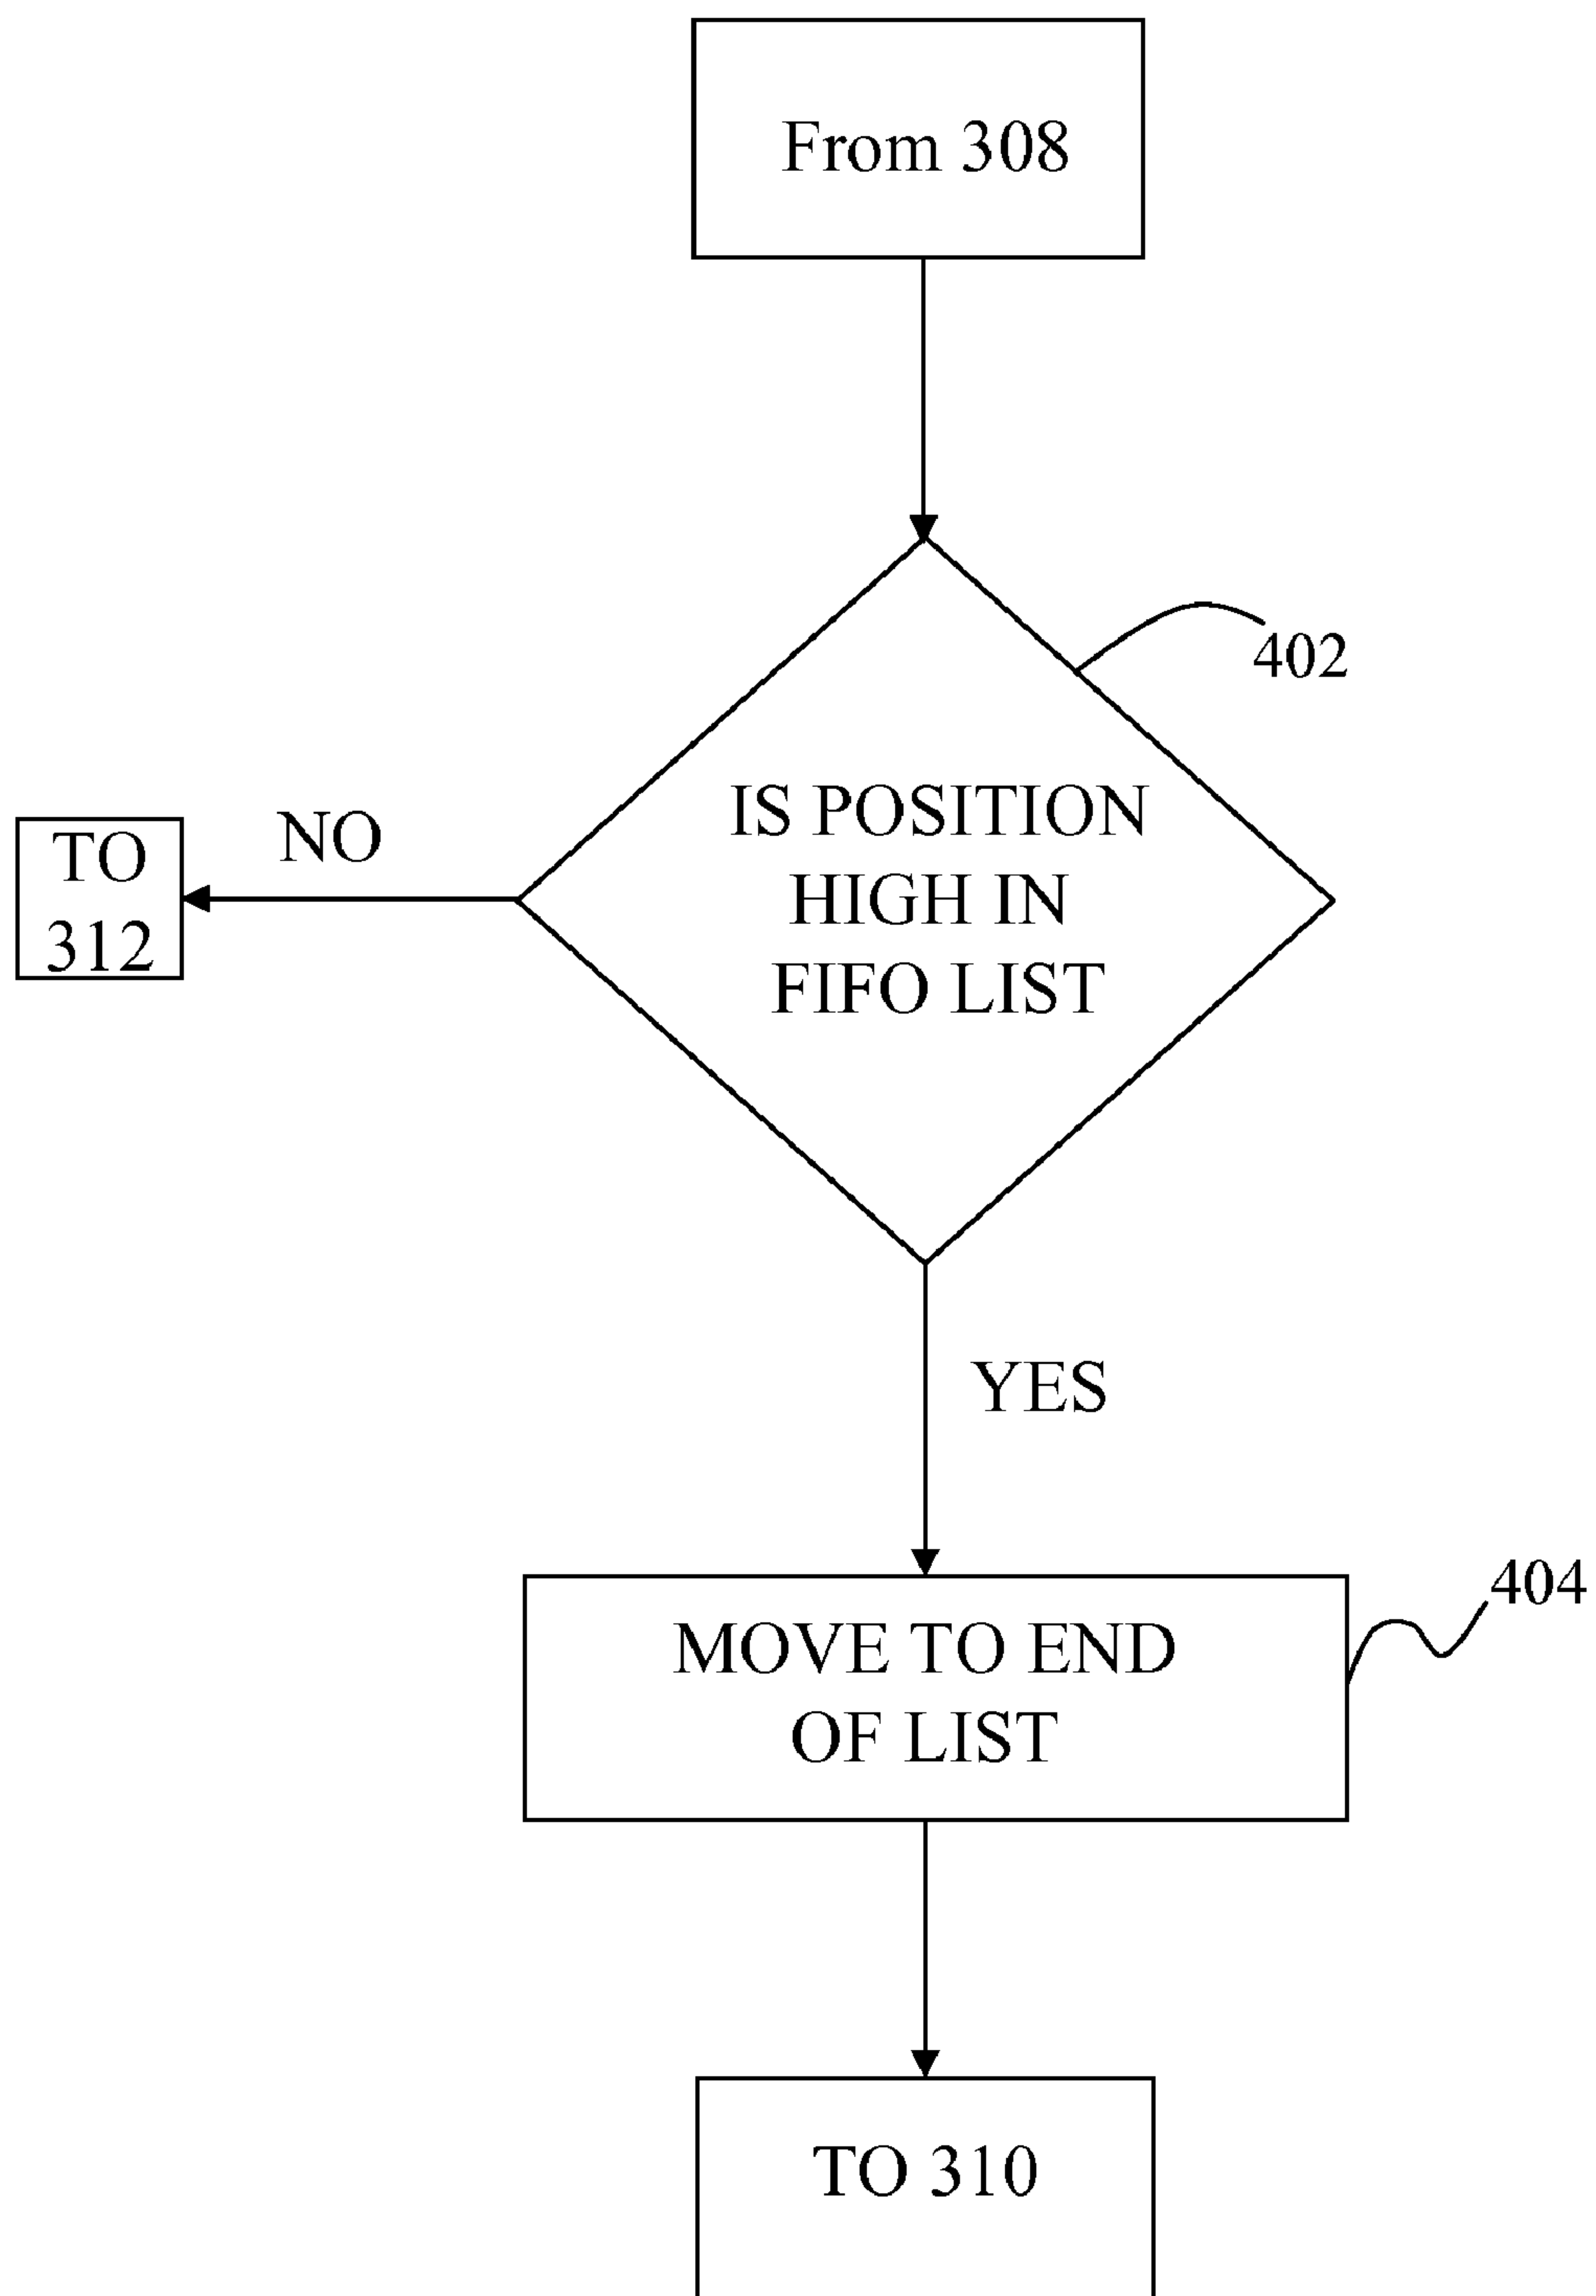 From 308
402
IS POSITION
HIGH IN
FIFO LIST
NO
TO
312
YES
404
MOVE TO END
OF LIST
TO 310